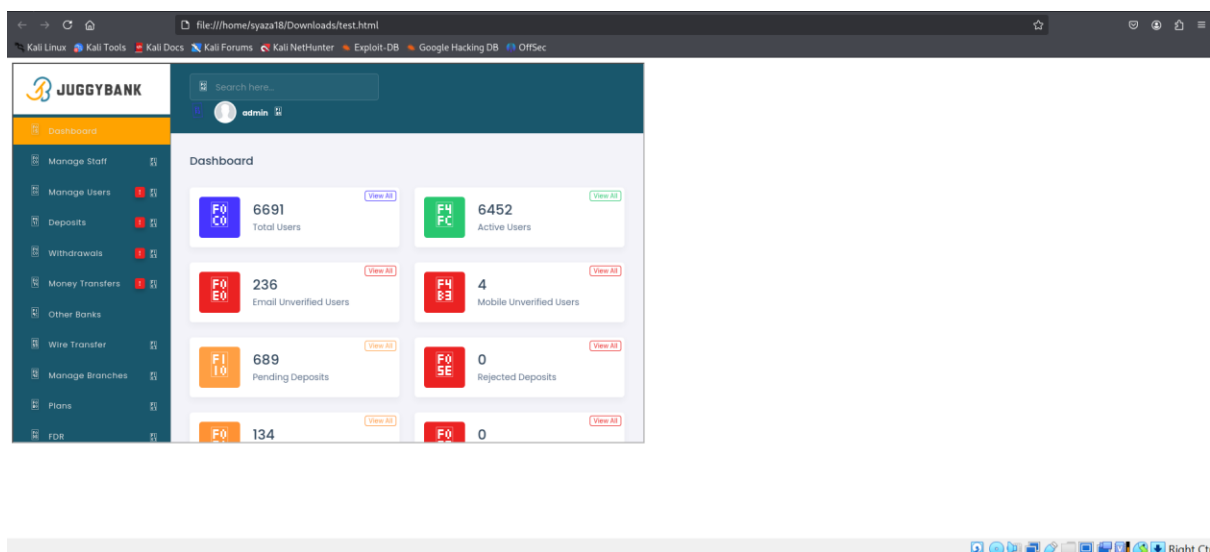 file:///home/syaza18/Downloads/test.html
Kali Linux Kali Tools Kali Docs Kali Forums Kali NetHunter Exploit-DB Google Hacking DB OffSec
JUGGYBANK
Search here...
admin
Dashboard
Manage Staff
Manage Users
Deposits
Withdrawals
Money Transfers
Other Banks
Wire Transfer
Manage Branches
Plans
FDR
Dashboard
View All
6691
Total Users
View All
6452
Active Users
View All
236
Email Unverified Users
View All
4
Mobile Unverified Users
View All
689
Pending Deposits
View All
0
Rejected Deposits
View All
134
View All
0
Right Ct